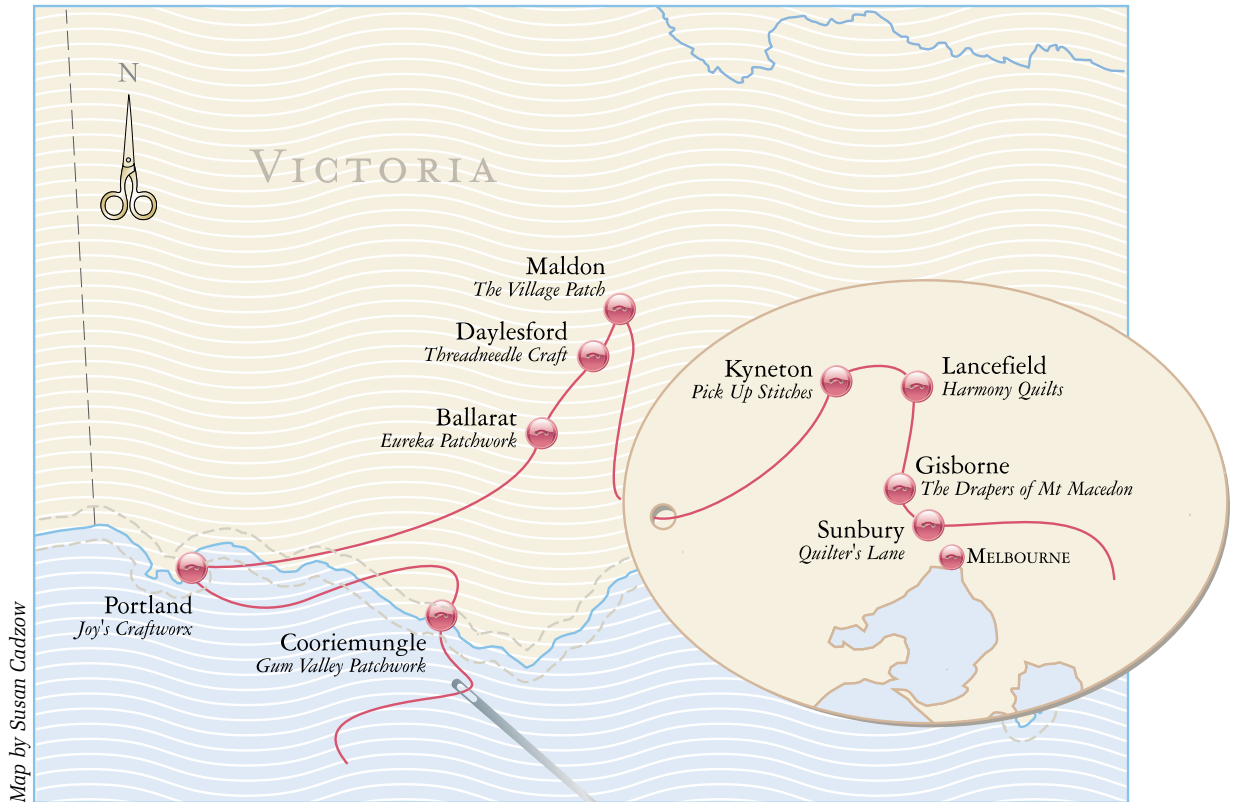 N
VICTORIA
Maldon
The Village Patch
Daylesford
Threadneedle Craft
Ballarat
Eureka Patchwork
Kyneton
Pick Up Stitches
Lancefield
Harmony Quilts
Gisborne
The Drapers of Mt Macedon
Sunbury
Quilter's Lane
MELBOURNE
Portland
Joy's Craftworx
Cooriemungle
Gum Valley Patchwork
Map by Susan Cadzow